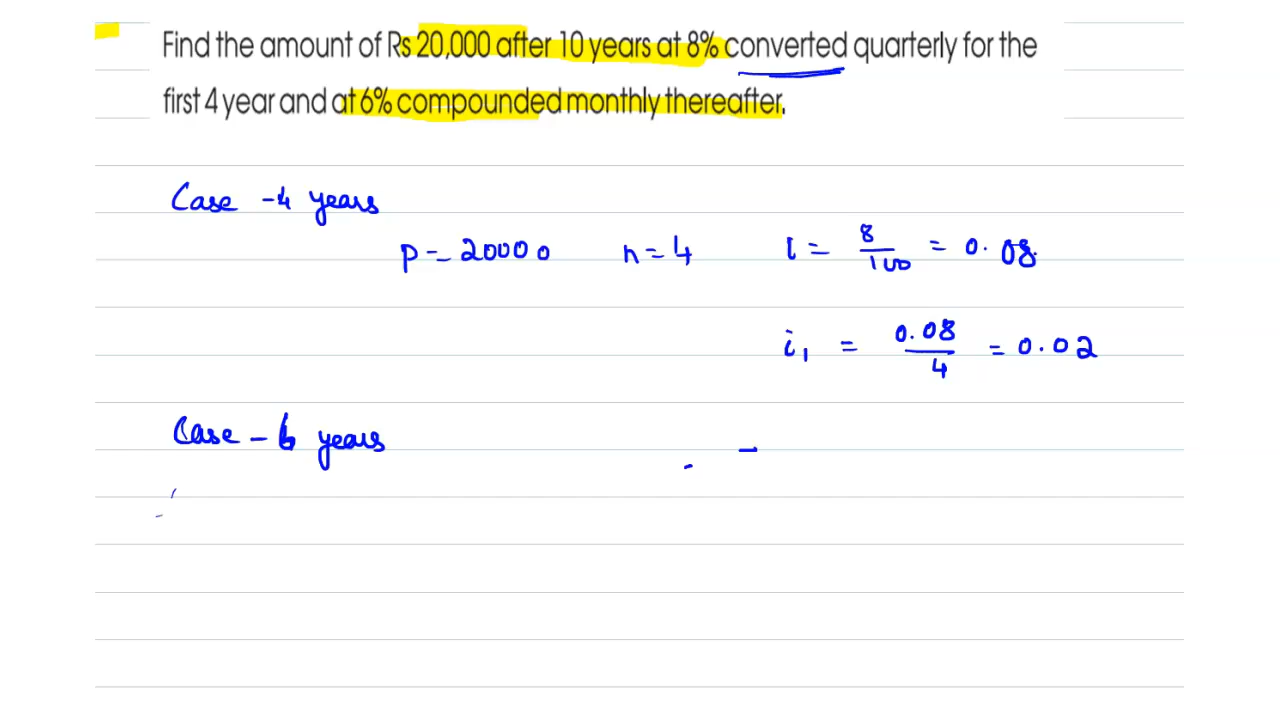 Find the amount of Rs 20,000 after 10 years at 8% converted quarterly for the
first 4 year and at 6% compounded monthly thereafter.
Case - 4 years
p = 20000 n = 4 i = 8/100 = 0.08
i₁ = 0.08/4 = 0.02
Case - 6 years